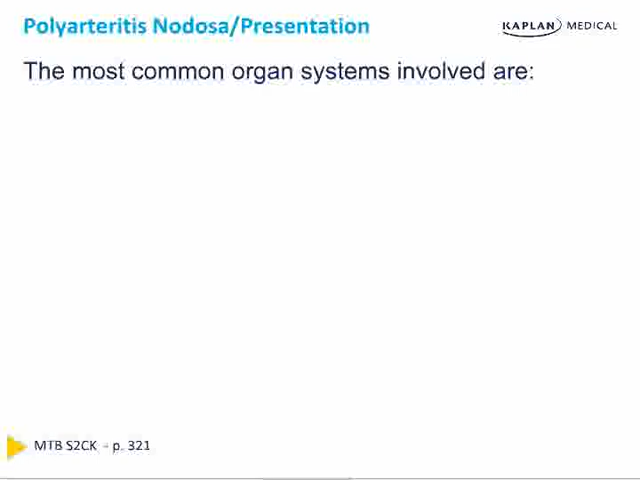 Polyarteritis Nodosa/Presentation
KAPLAN MEDICAL
The most common organ systems involved are:
MTB S2CK - p. 321